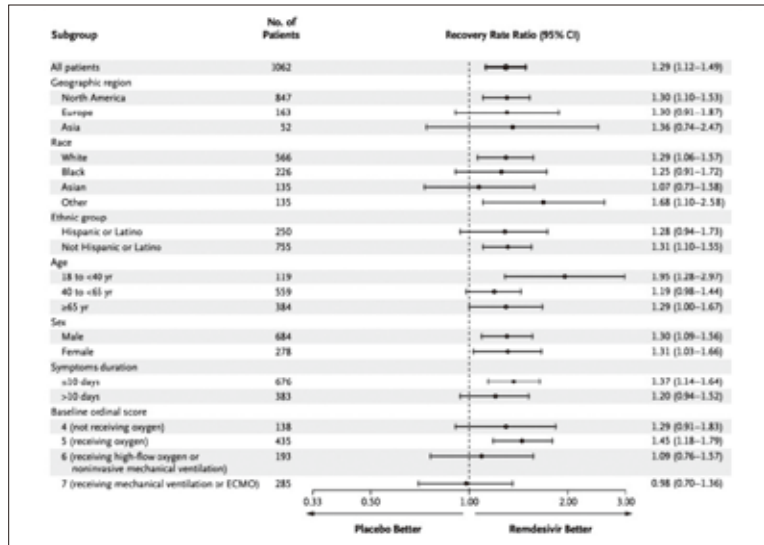 No. of
Subgroup Patients Recovery Rate Ratio (95% CI)
All patients 1062 1.29 (1.12–1.49)
Geographic region
North America 847 1.30 (1.10–1.53)
Europe 163 1.30 (0.91–1.87)
Asia 52 1.36 (0.74–2.47)
Race
White 566 1.29 (1.06–1.57)
Black 226 1.25 (0.91–1.72)
Asian 135 1.07 (0.73–1.58)
Other 135 1.68 (1.10–2.58)
Ethnic group
Hispanic or Latino 250 1.28 (0.94–1.73)
Not Hispanic or Latino 755 1.31 (1.10–1.55)
Age
18 to <40 yr 119 1.95 (1.28–2.97)
40 to <65 yr 559 1.19 (0.98–1.44)
≥65 yr 384 1.29 (1.00–1.67)
Sex
Male 684 1.30 (1.09–1.56)
Female 278 1.31 (1.03–1.66)
Symptoms duration
≤10 days 676 1.37 (1.14–1.64)
>10 days 383 1.20 (0.94–1.52)
Baseline ordinal score
4 (not receiving oxygen) 138 1.29 (0.91–1.83)
5 (receiving oxygen) 435 1.45 (1.18–1.79)
6 (receiving high-flow oxygen or 193 1.09 (0.76–1.57)
noninvasive mechanical ventilation)
7 (receiving mechanical ventilation or ECMO) 285 0.98 (0.70–1.36)
0.33 0.50 1.00 2.00 3.00
Placebo Better Remdesivir Better